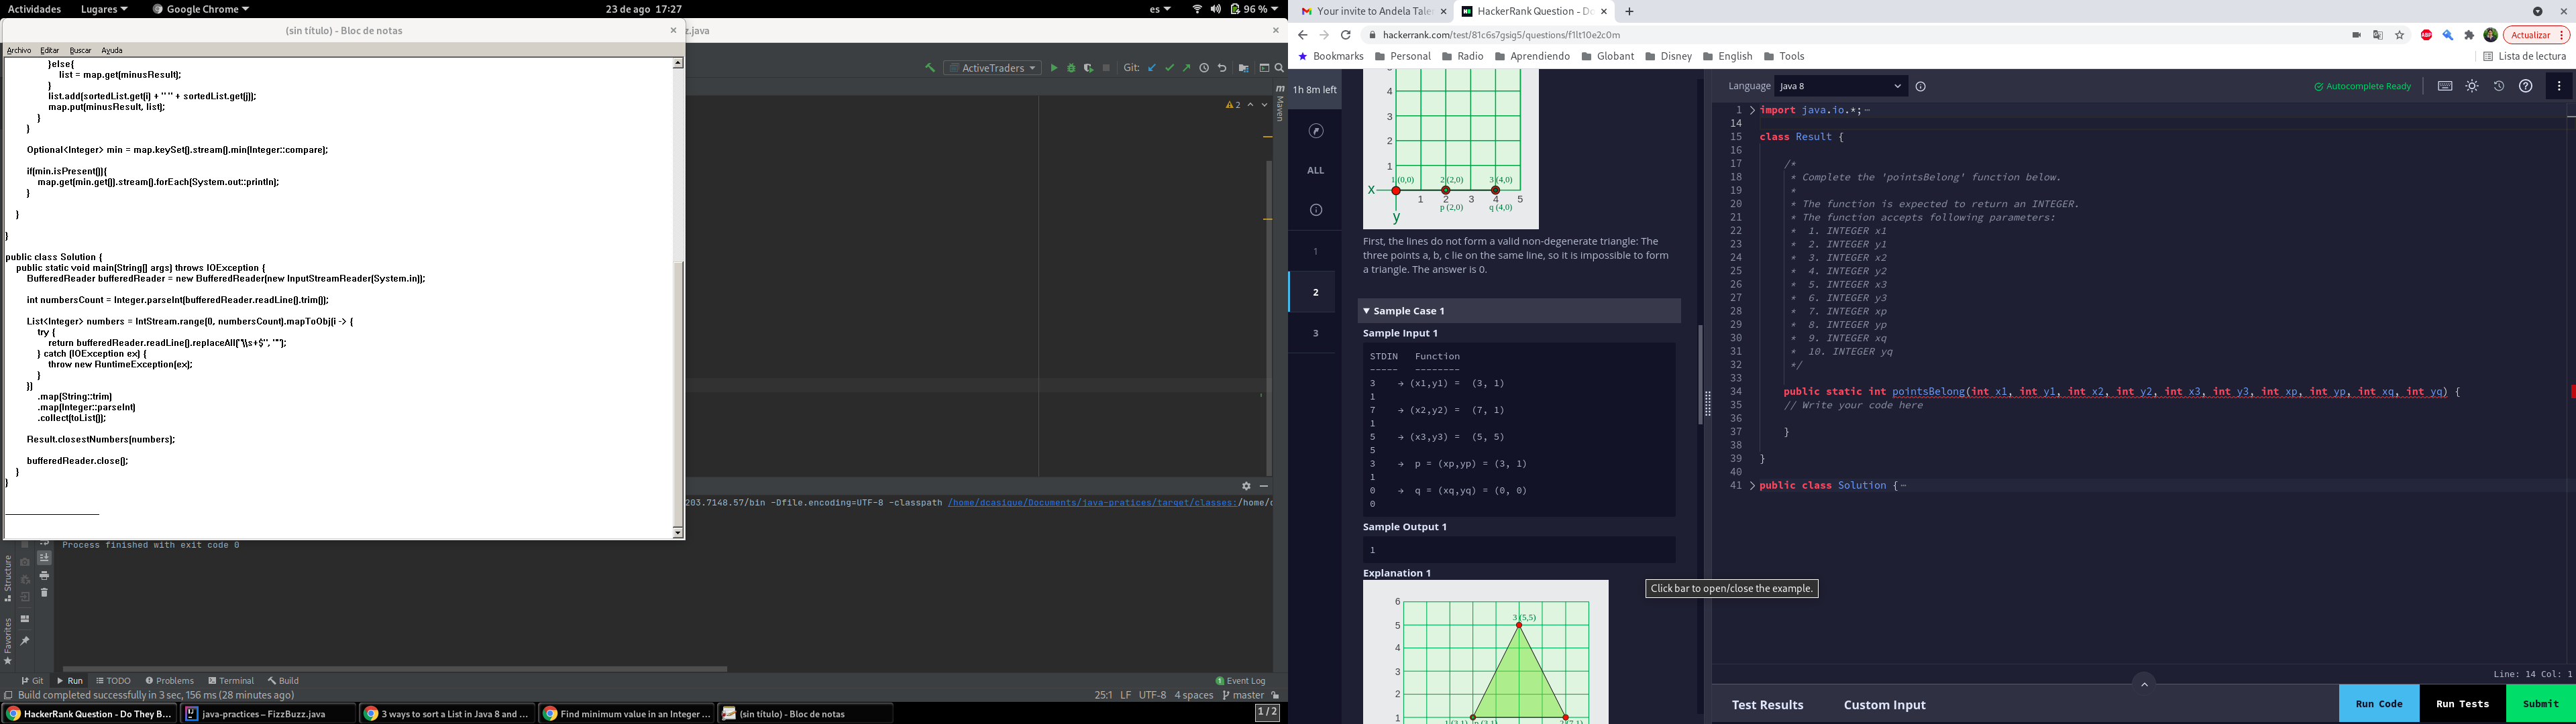 Actividades
Lugares
Google Chrome
23 de ago 17:27
es
96 %
(sin título) - Bloc de notas
Archivo Editar Buscar Ayuda
}else{
list = map.get(minusResult);
}
list.add(sortedList.get(i) + " " + sortedList.get(j));
map.put(minusResult, list);
}
}
Optional<Integer> min = map.keySet().stream().min(Integer::compare);
if(min.isPresent()){
map.get(min.get()).stream().forEach(System.out::println);
}
}
}
public class Solution {
public static void main(String[] args) throws IOException {
BufferedReader bufferedReader = new BufferedReader(new InputStreamReader(System.in));
int numbersCount = Integer.parseInt(bufferedReader.readLine().trim());
List<Integer> numbers = IntStream.range(0, numbersCount).mapToObj(i -> {
try {
return bufferedReader.readLine().replaceAll("\\s+$", "");
} catch (IOException ex) {
throw new RuntimeException(ex);
}
})
.map(String::trim)
.map(Integer::parseInt)
.collect(toList());
Result.closestNumbers(numbers);
bufferedReader.close();
}
}
z.java
ActiveTraders
Git:
2
Maven
203.7148.57/bin -Dfile.encoding=UTF-8 -classpath /home/dcasique/Documents/java-pratices/target/classes:/home/d
Process finished with exit code 0
Structure
Favorites
Git
Run
TODO
Problems
Terminal
Build
1 Event Log
Build completed successfully in 3 sec, 156 ms (28 minutes ago)
25:1 LF UTF-8 4 spaces master
HackerRank Question - Do They B...
java-practices – FizzBuzz.java
3 ways to sort a List in Java 8 and ...
Find minimum value in an Integer ...
(sin título) - Bloc de notas
1 / 2
Your invite to Andela Tale
HackerRank Question - Do
hackerrank.com/test/81c6s7gsig5/questions/f1lt10e2c0m
ABP
Actualizar
Bookmarks
Personal
Radio
Aprendiendo
Globant
Disney
English
Tools
Lista de lectura
1h 8m left
ALL
1
2
3
4
3
2
1
1 (0,0)
2 (2,0)
3 (4,0)
x
1 2 3 4 5
p (2,0)
q (4,0)
y
First, the lines do not form a valid non-degenerate triangle: The
three points a, b, c lie on the same line, so it is impossible to form
a triangle. The answer is 0.
Sample Case 1
Sample Input 1
STDIN Function
----- --------
3 → (x1,y1) = (3, 1)
1
7 → (x2,y2) = (7, 1)
1
5 → (x3,y3) = (5, 5)
5
3 → p = (xp,yp) = (3, 1)
1
0 → q = (xq,yq) = (0, 0)
0
Sample Output 1
1
Explanation 1
Click bar to open/close the example.
6
5
4
3
2
1
3 (5,5)
Language
Java 8
Autocomplete Ready
1 import java.io.*;
14
15 class Result {
16
17 /*
18 * Complete the 'pointsBelong' function below.
19 *
20 * The function is expected to return an INTEGER.
21 * The function accepts following parameters:
22 * 1. INTEGER x1
23 * 2. INTEGER y1
24 * 3. INTEGER x2
25 * 4. INTEGER y2
26 * 5. INTEGER x3
27 * 6. INTEGER y3
28 * 7. INTEGER xp
29 * 8. INTEGER yp
30 * 9. INTEGER xq
31 * 10. INTEGER yq
32 */
33
34 public static int pointsBelong(int x1, int y1, int x2, int y2, int x3, int y3, int xp, int yp, int xq, int yq) {
35 // Write your code here
36
37 }
38
39 }
40
41 public class Solution {
Line: 14 Col: 1
Test Results
Custom Input
Run Code
Run Tests
Submit